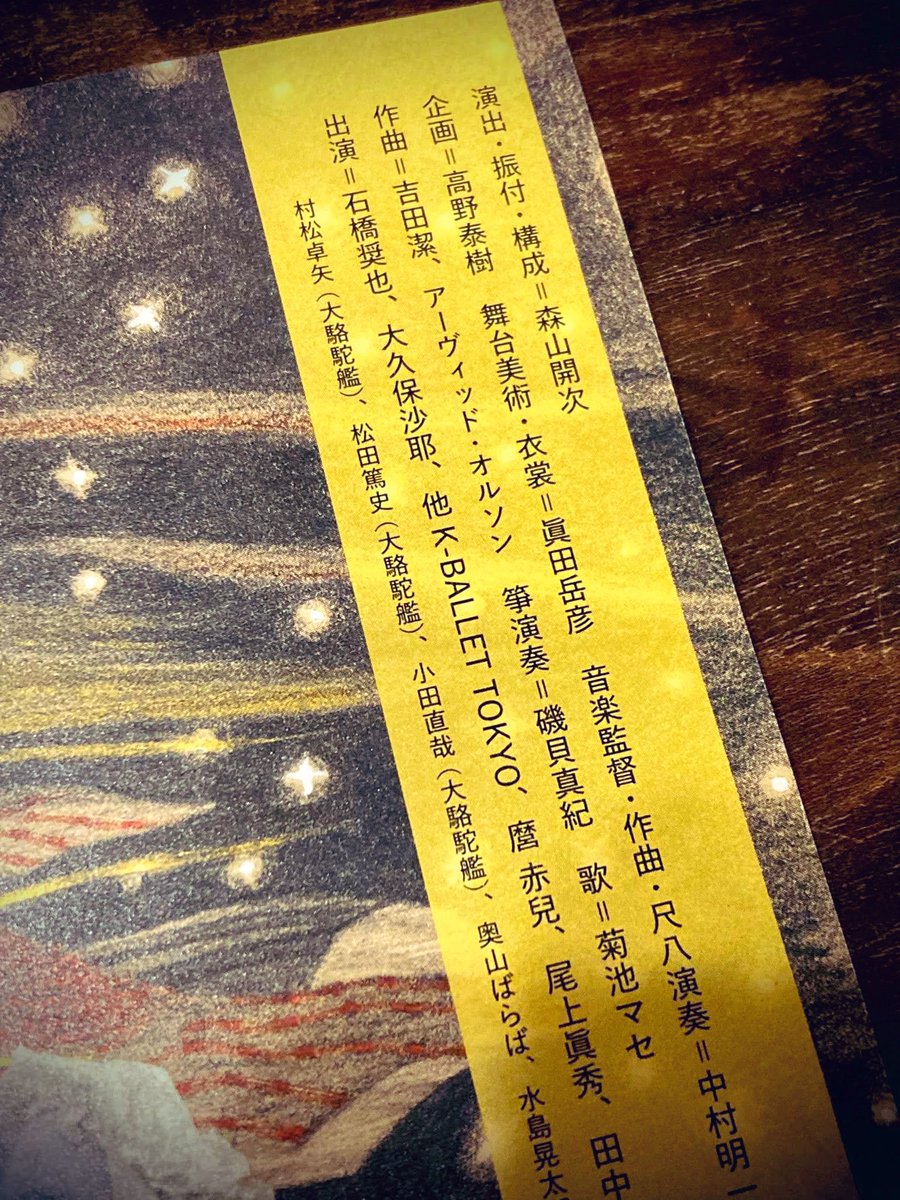 演出・振付・構成＝森山開次　舞台美術・衣裳＝眞田岳彦　音楽監督・作曲・尺八演奏＝中村明一
企画＝高野泰樹
作曲＝吉田潔、アーヴィッド・オルソン　箏演奏＝磯貝真紀　歌＝菊池マセ
出演＝石橋奨也、大久保沙耶、他 K-BALLET TOKYO、麿 赤兒、尾上眞秀、田中
村松卓矢（大駱駝艦）、松田篤史（大駱駝艦）、小田直哉（大駱駝艦）、奥山ばらば、水島晃太